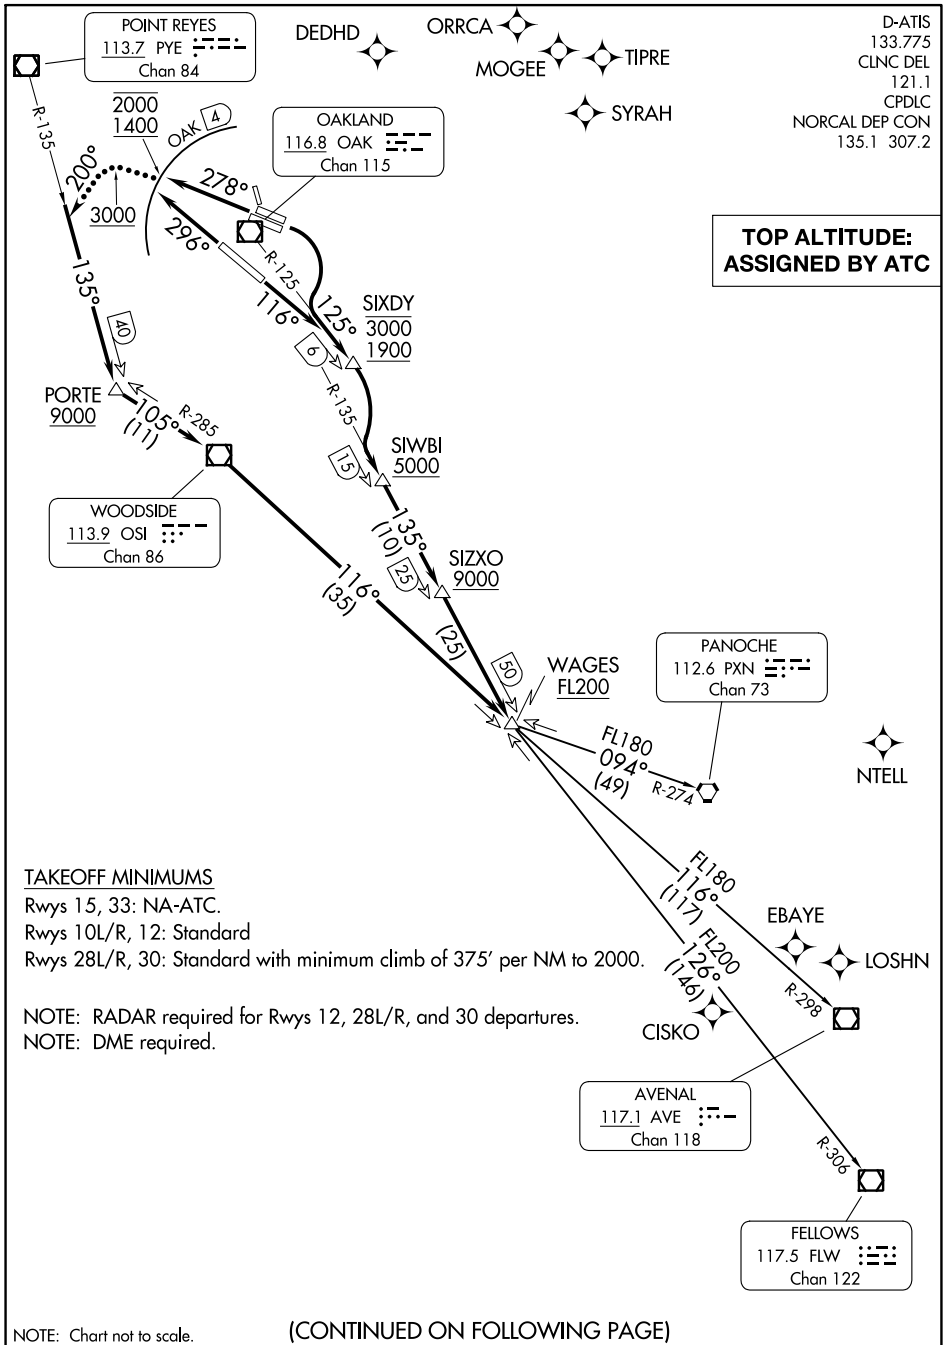 POINT REYES
113.7 PYE
Chan 84
DEDHD
ORRCA
MOGEE
TIPRE
SYRAH
D-ATIS
133.775
CLNC DEL
121.1
CPDLC
NORCAL DEP CON
135.1 307.2
TOP ALTITUDE:
ASSIGNED BY ATC
R-135
2000
1400
OAK 4
OAKLAND
116.8 OAK
Chan 115
200°
3000
278°
296°
R-125
116°
125°
135°
40
SIXDY
3000
1900
6
R-135
PORTE
9000
105°
(11)
R-285
15
SIWBI
5000
WOODSIDE
113.9 OSI
Chan 86
135°
(10)
25
SIZXO
9000
116°
(35)
(25)
50
WAGES
FL200
PANOCHE
112.6 PXN
Chan 73
FL180
094°
(49)
R-274
NTELL
TAKEOFF MINIMUMS
Rwys 15, 33: NA-ATC.
Rwys 10L/R, 12: Standard
Rwys 28L/R, 30: Standard with minimum climb of 375' per NM to 2000.
FL180
116°
(117)
FL200
126°
(146)
EBAYE
LOSHN
R-298
CISKO
NOTE: RADAR required for Rwys 12, 28L/R, and 30 departures.
NOTE: DME required.
AVENAL
117.1 AVE
Chan 118
R-306
FELLOWS
117.5 FLW
Chan 122
NOTE: Chart not to scale.
(CONTINUED ON FOLLOWING PAGE)